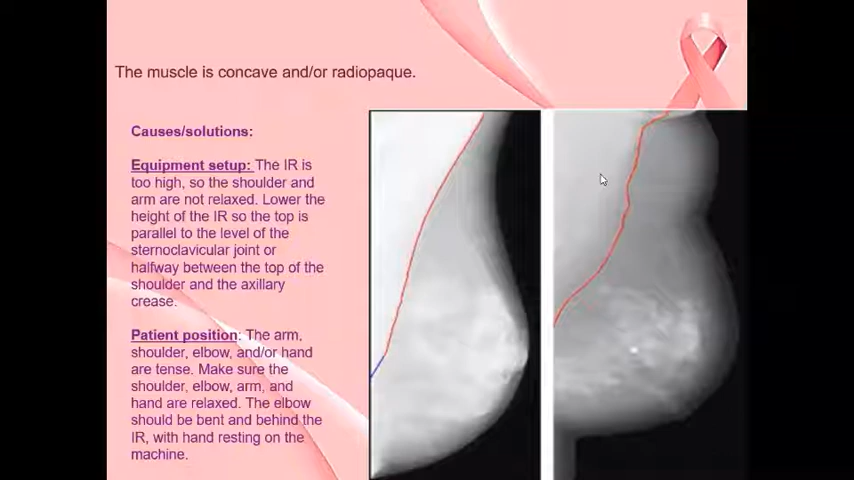 The muscle is concave and/or radiopaque.
Causes/solutions:
Equipment setup: The IR is
too high, so the shoulder and
arm are not relaxed. Lower the
height of the IR so the top is
parallel to the level of the
sternoclavicular joint or
halfway between the top of the
shoulder and the axillary
crease.
Patient position: The arm,
shoulder, elbow, and/or hand
are tense. Make sure the
shoulder, elbow, arm, and
hand are relaxed. The elbow
should be bent and behind the
IR, with hand resting on the
machine.